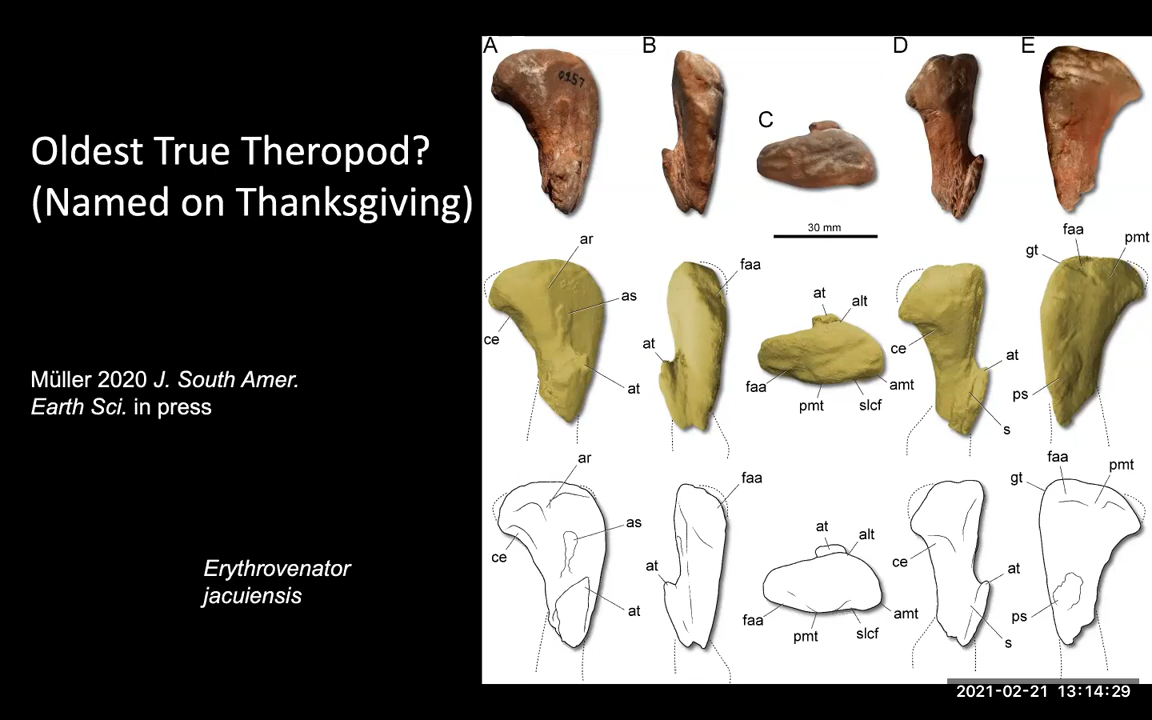 Oldest True Theropod?
(Named on Thanksgiving)
Müller 2020 J. South Amer.
Earth Sci. in press
Erythrovenator
jacuiensis
A
B
C
D
E
0157
30 mm
ar
as
ce
at
faa
at
at
alt
faa
pmt
slcf
amt
ce
at
s
gt
faa
pmt
ps
ar
as
ce
at
faa
at
at
alt
faa
pmt
slcf
amt
ce
at
s
gt
faa
pmt
ps
2021-02-21 13:14:29